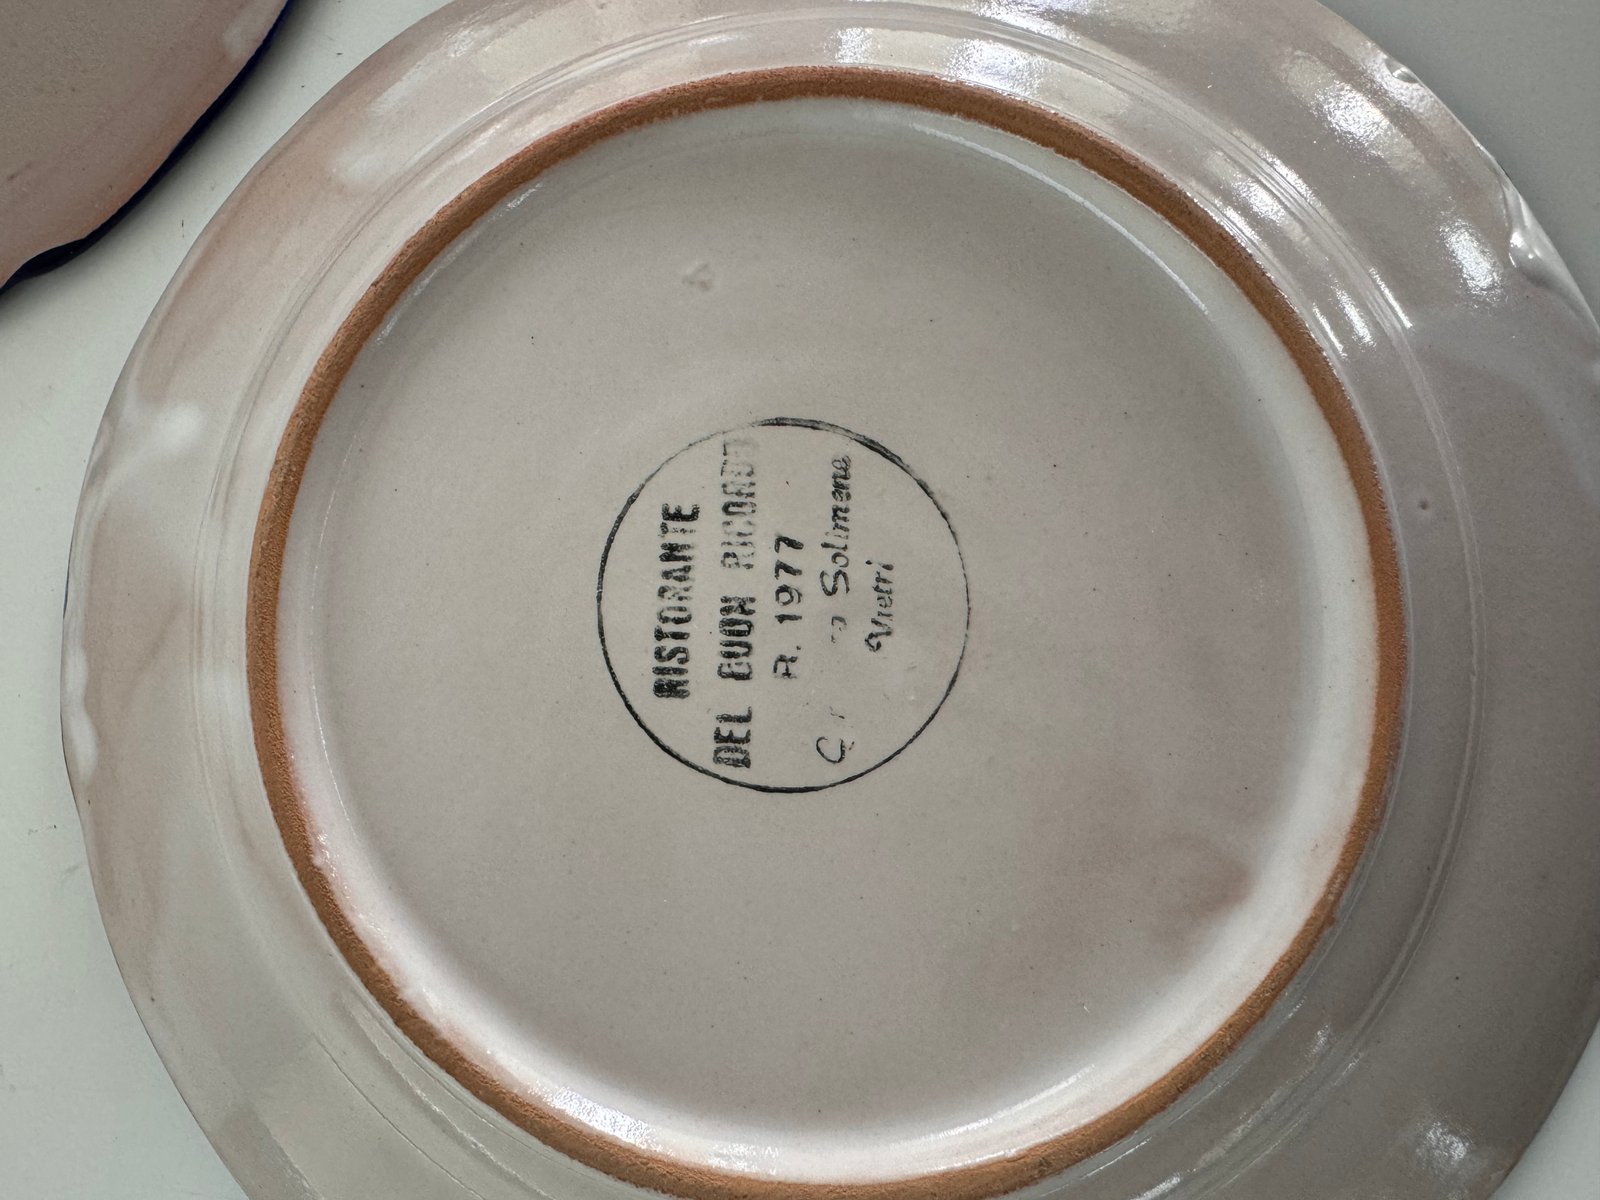 RISTORANTE
DEL BUON RICORDO
R. 1977
Solimene
Vietri